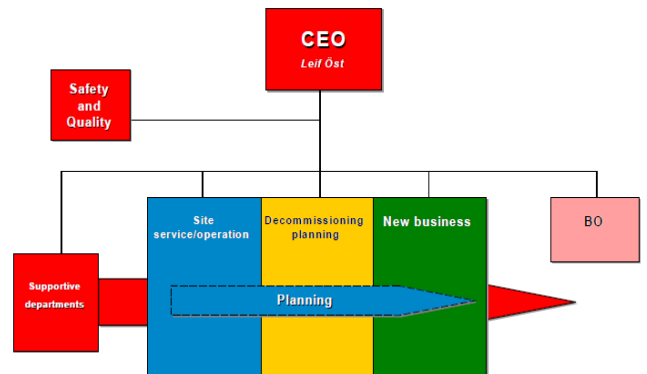 CEO
Leif Öst
Safety
and
Quality
Site
service/operation
Decommissioning
planning
New business
BO
Supportive
departments
Planning